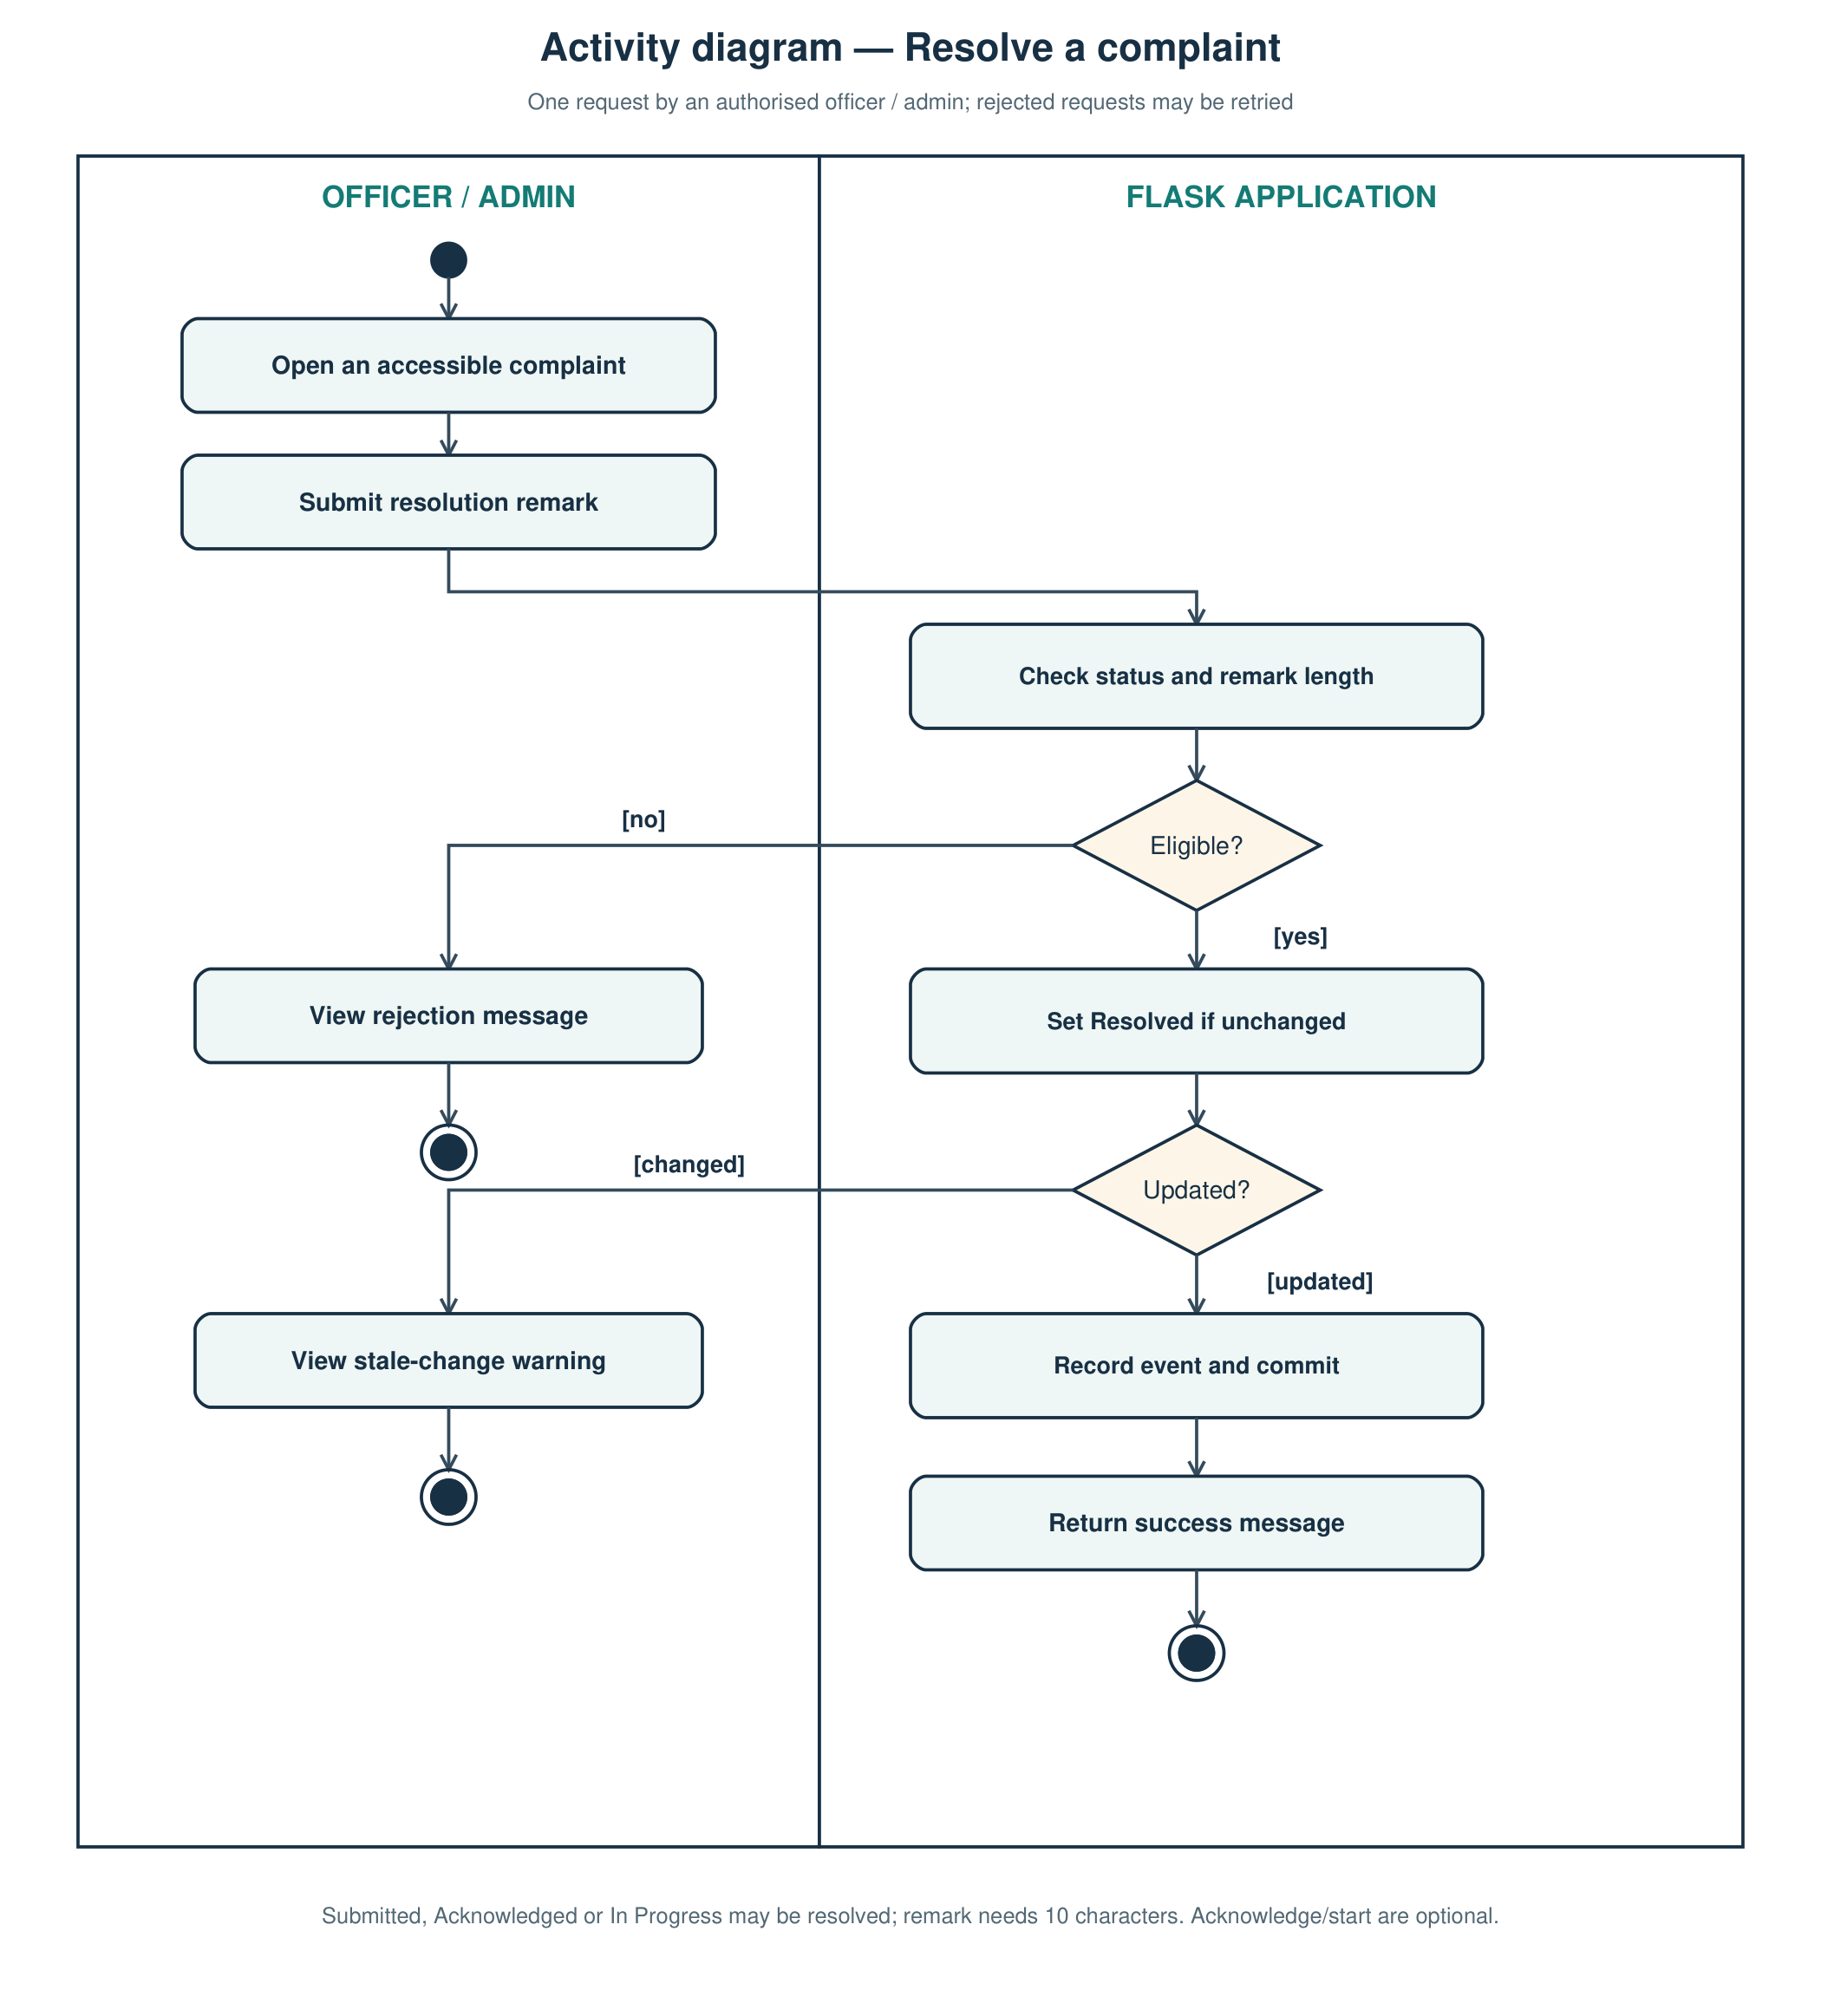 Activity diagram — Resolve a complaint
One request by an authorised officer / admin; rejected requests may be retried
OFFICER / ADMIN
FLASK APPLICATION
Open an accessible complaint
Submit resolution remark
Check status and remark length
[no]
Eligible?
[yes]
View rejection message
Set Resolved if unchanged
[changed]
Updated?
[updated]
View stale-change warning
Record event and commit
Return success message
Submitted, Acknowledged or In Progress may be resolved; remark needs 10 characters. Acknowledge/start are optional.